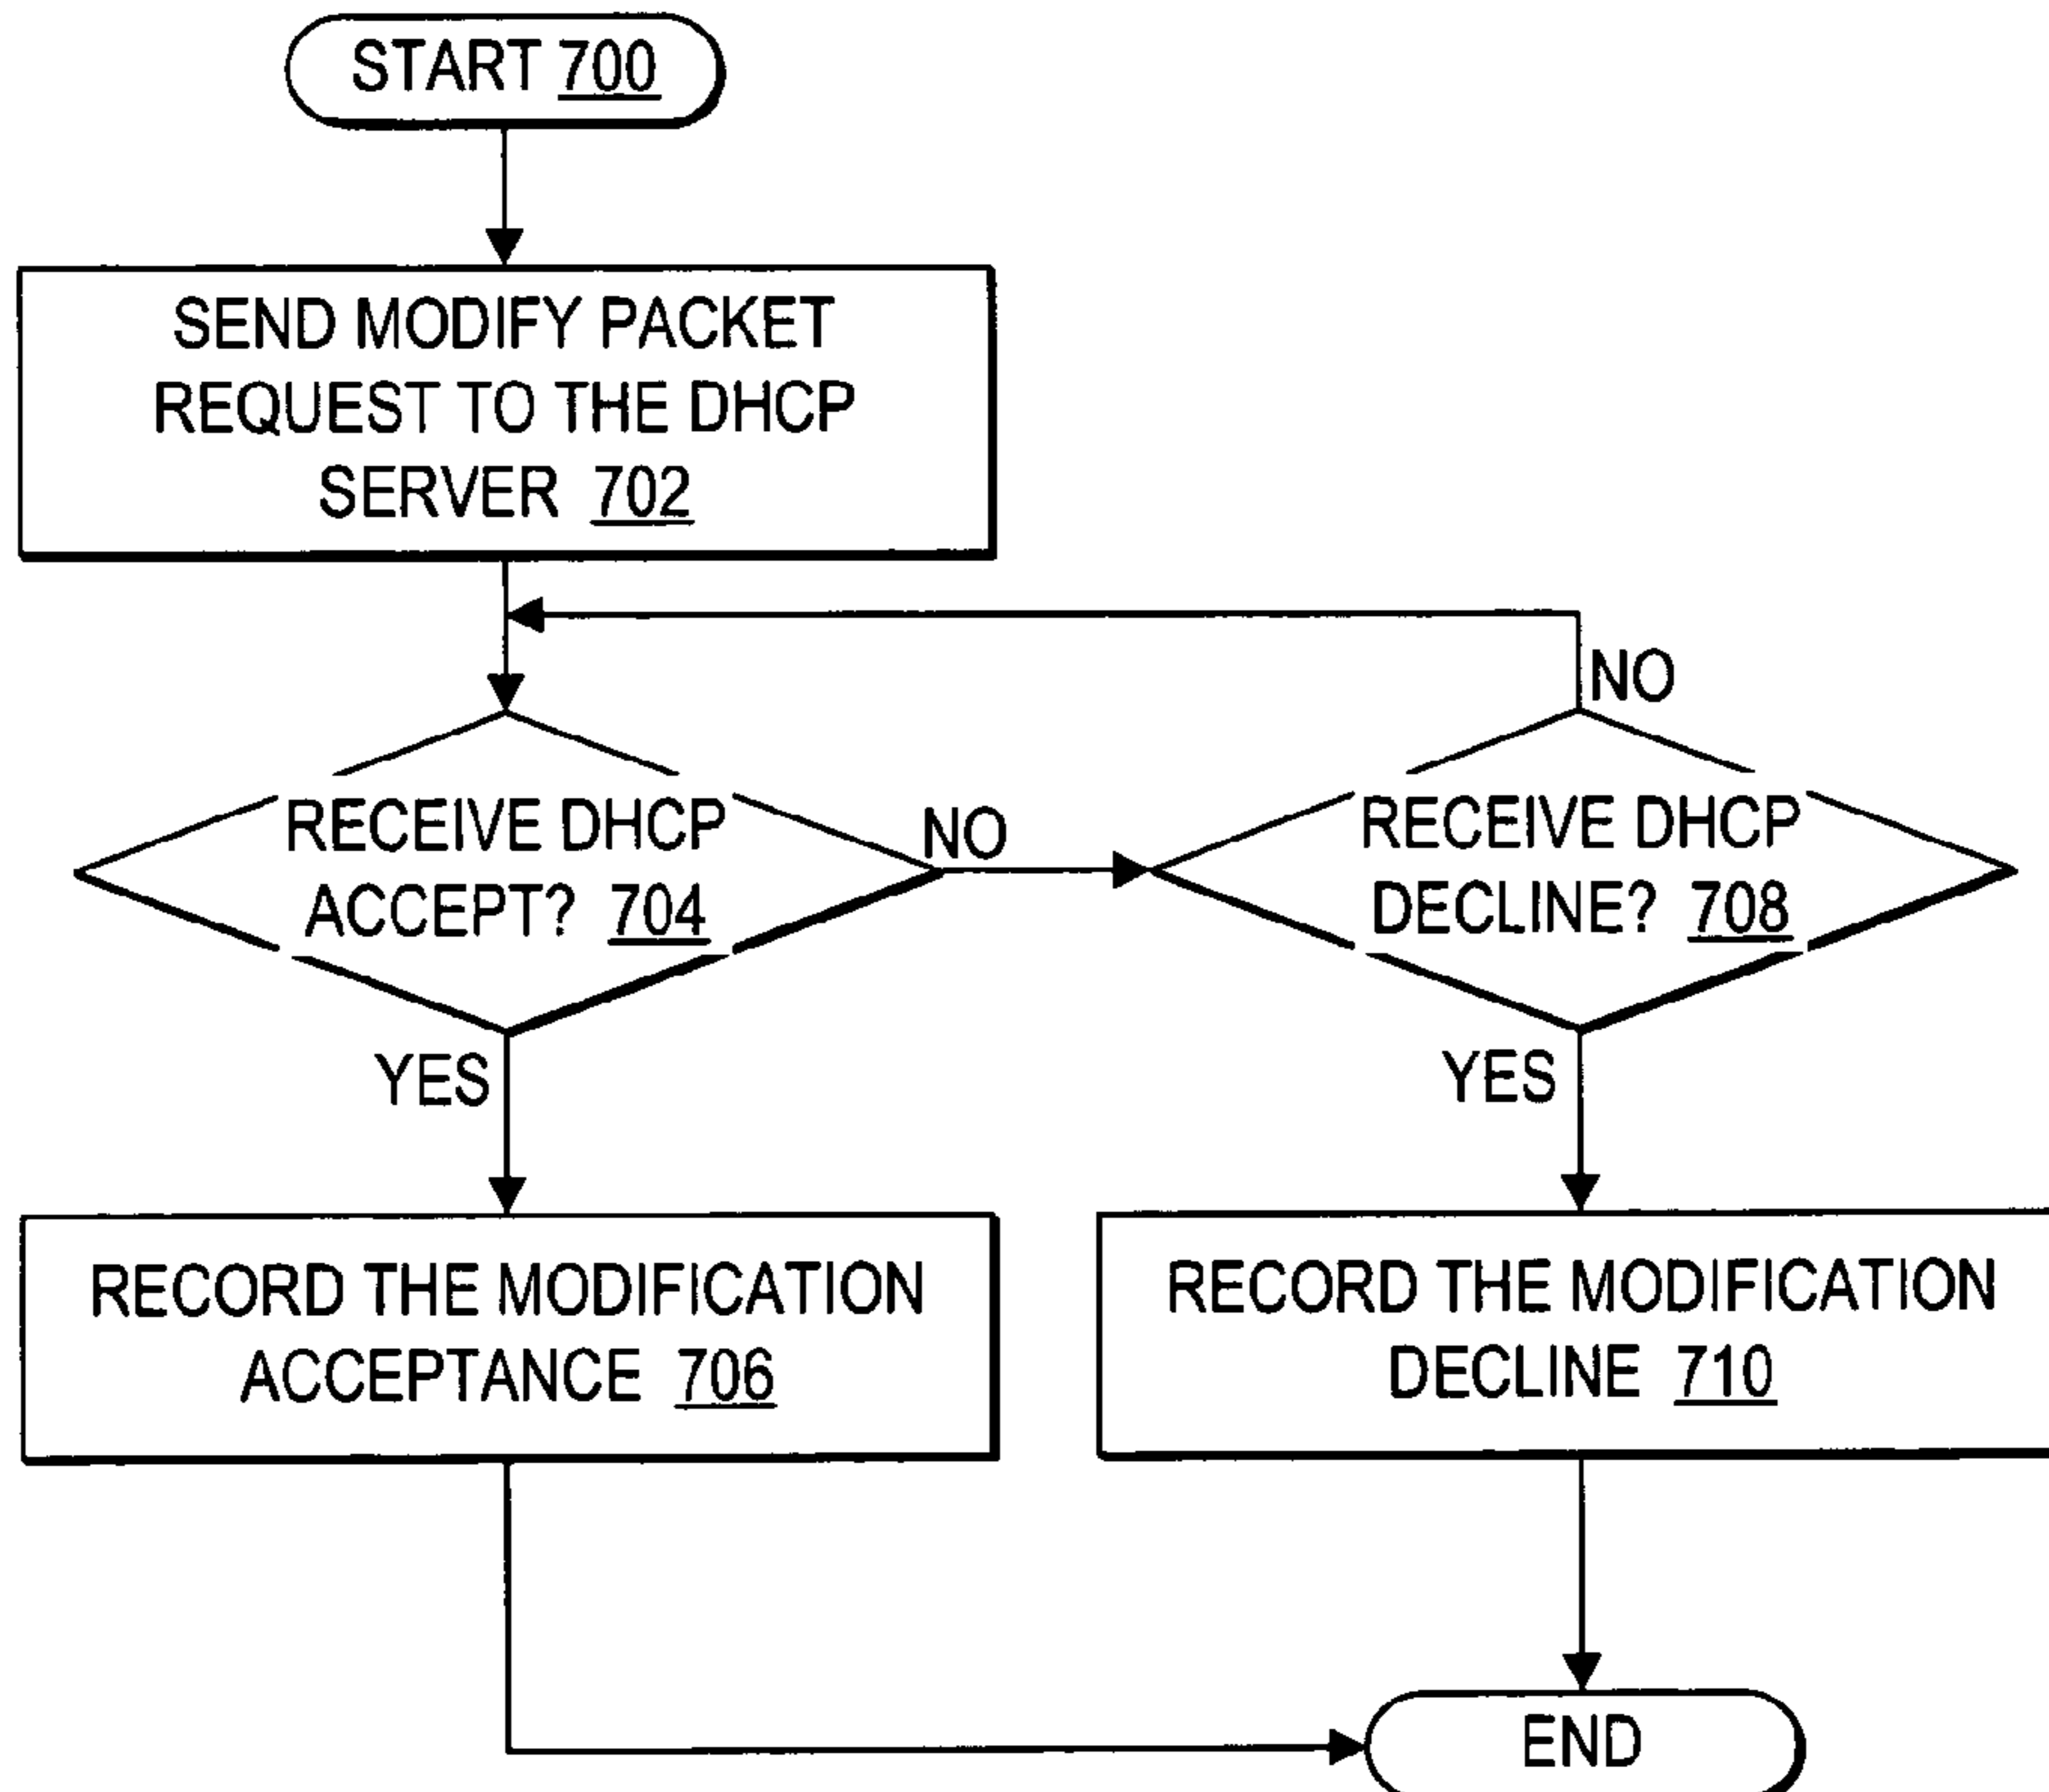 START 700
SEND MODIFY PACKET
REQUEST TO THE DHCP
SERVER 702
NO
RECEIVE DHCP
ACCEPT? 704
NO
RECEIVE DHCP
DECLINE? 708
YES
YES
RECORD THE MODIFICATION
ACCEPTANCE 706
RECORD THE MODIFICATION
DECLINE 710
END